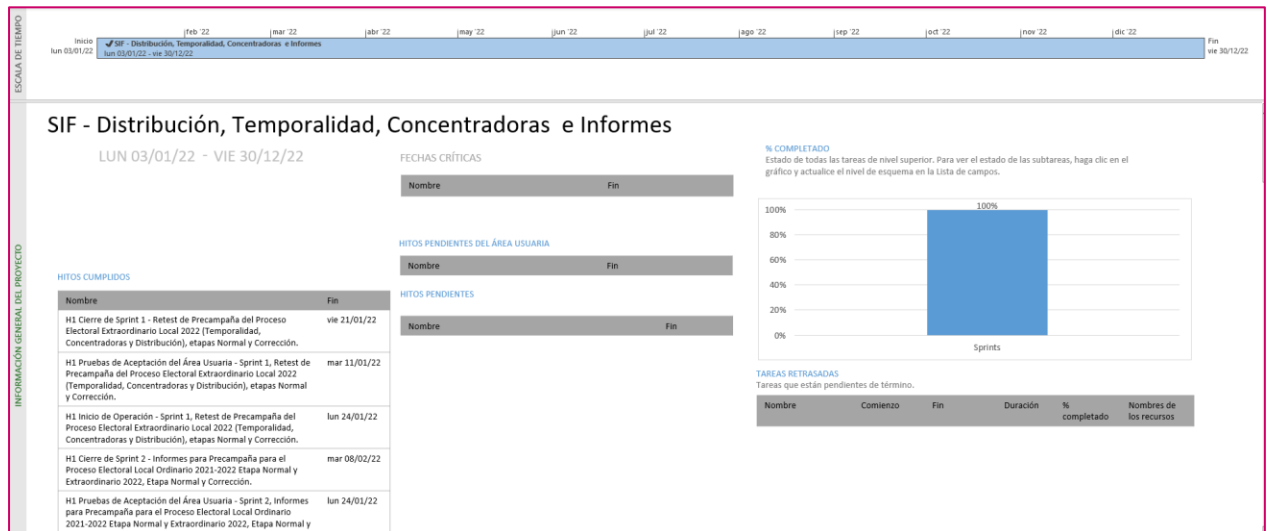 ESCALA DE TIEMPO
|feb '22 |mar '22 |abr '22 |may '22 |jun '22 |jul '22 |ago '22 |sep '22 |oct '22 |nov '22 |dic '22
Inicio
lun 03/01/22
SIF - Distribución, Temporalidad, Concentradoras e Informes
lun 03/01/22 - vie 30/12/22
Fin
vie 30/12/22
INFORMACIÓN GENERAL DEL PROYECTO
SIF - Distribución, Temporalidad, Concentradoras e Informes
LUN 03/01/22 - VIE 30/12/22
HITOS CUMPLIDOS
Nombre Fin
H1 Cierre de Sprint 1 - Retest de Precampaña del Proceso vie 21/01/22
Electoral Extraordinario Local 2022 (Temporalidad,
Concentradoras y Distribución), etapas Normal y Corrección.
H1 Pruebas de Aceptación del Área Usuaria - Sprint 1, Retest de mar 11/01/22
Precampaña del Proceso Electoral Extraordinario Local 2022
(Temporalidad, Concentradoras y Distribución), etapas Normal
y Corrección.
H1 Inicio de Operación - Sprint 1, Retest de Precampaña del lun 24/01/22
Proceso Electoral Extraordinario Local 2022 (Temporalidad,
Concentradoras y Distribución), etapas Normal y Corrección.
H1 Cierre de Sprint 2 - Informes para Precampaña para el mar 08/02/22
Proceso Electoral Local Ordinario 2021-2022 Etapa Normal y
Extraordinario 2022, Etapa Normal y Corrección.
H1 Pruebas de Aceptación del Área Usuaria - Sprint 2, Informes lun 24/01/22
para Precampaña para el Proceso Electoral Local Ordinario
2021-2022 Etapa Normal y Extraordinario 2022, Etapa Normal y
FECHAS CRÍTICAS
Nombre Fin
HITOS PENDIENTES DEL ÁREA USUARIA
Nombre Fin
HITOS PENDIENTES
Nombre Fin
% COMPLETADO
Estado de todas las tareas de nivel superior. Para ver el estado de las subtareas, haga clic en el
gráfico y actualice el nivel de esquema en la Lista de campos.
100%
100%
80%
60%
40%
20%
0%
Sprints
TAREAS RETRASADAS
Tareas que están pendientes de término.
Nombre Comienzo Fin Duración % Nombres de
completado los recursos